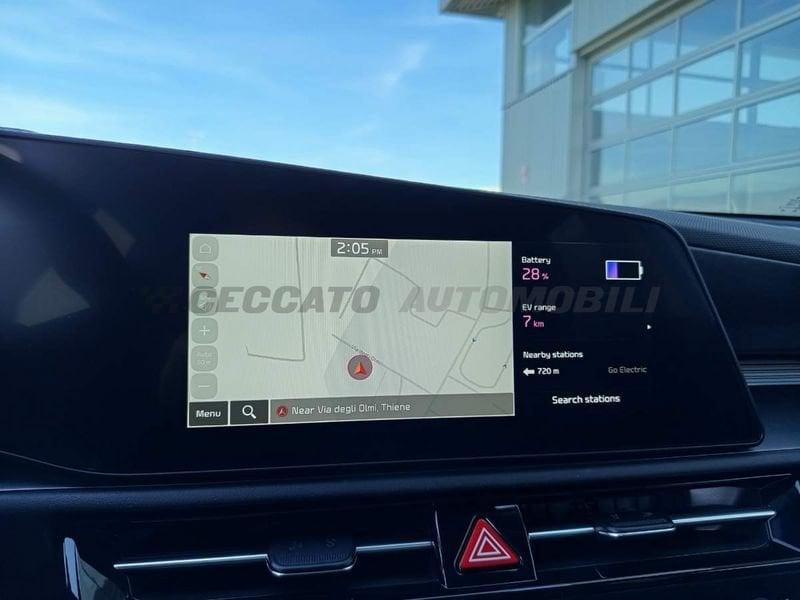 2:05 PM
Battery
28 %
CECCATO AUTOMOBILI
EV range
7 km
Auto
Nearby stations
720 m
Go Electric
Search stations
Menu
Near Via degli Olmi, Thiene